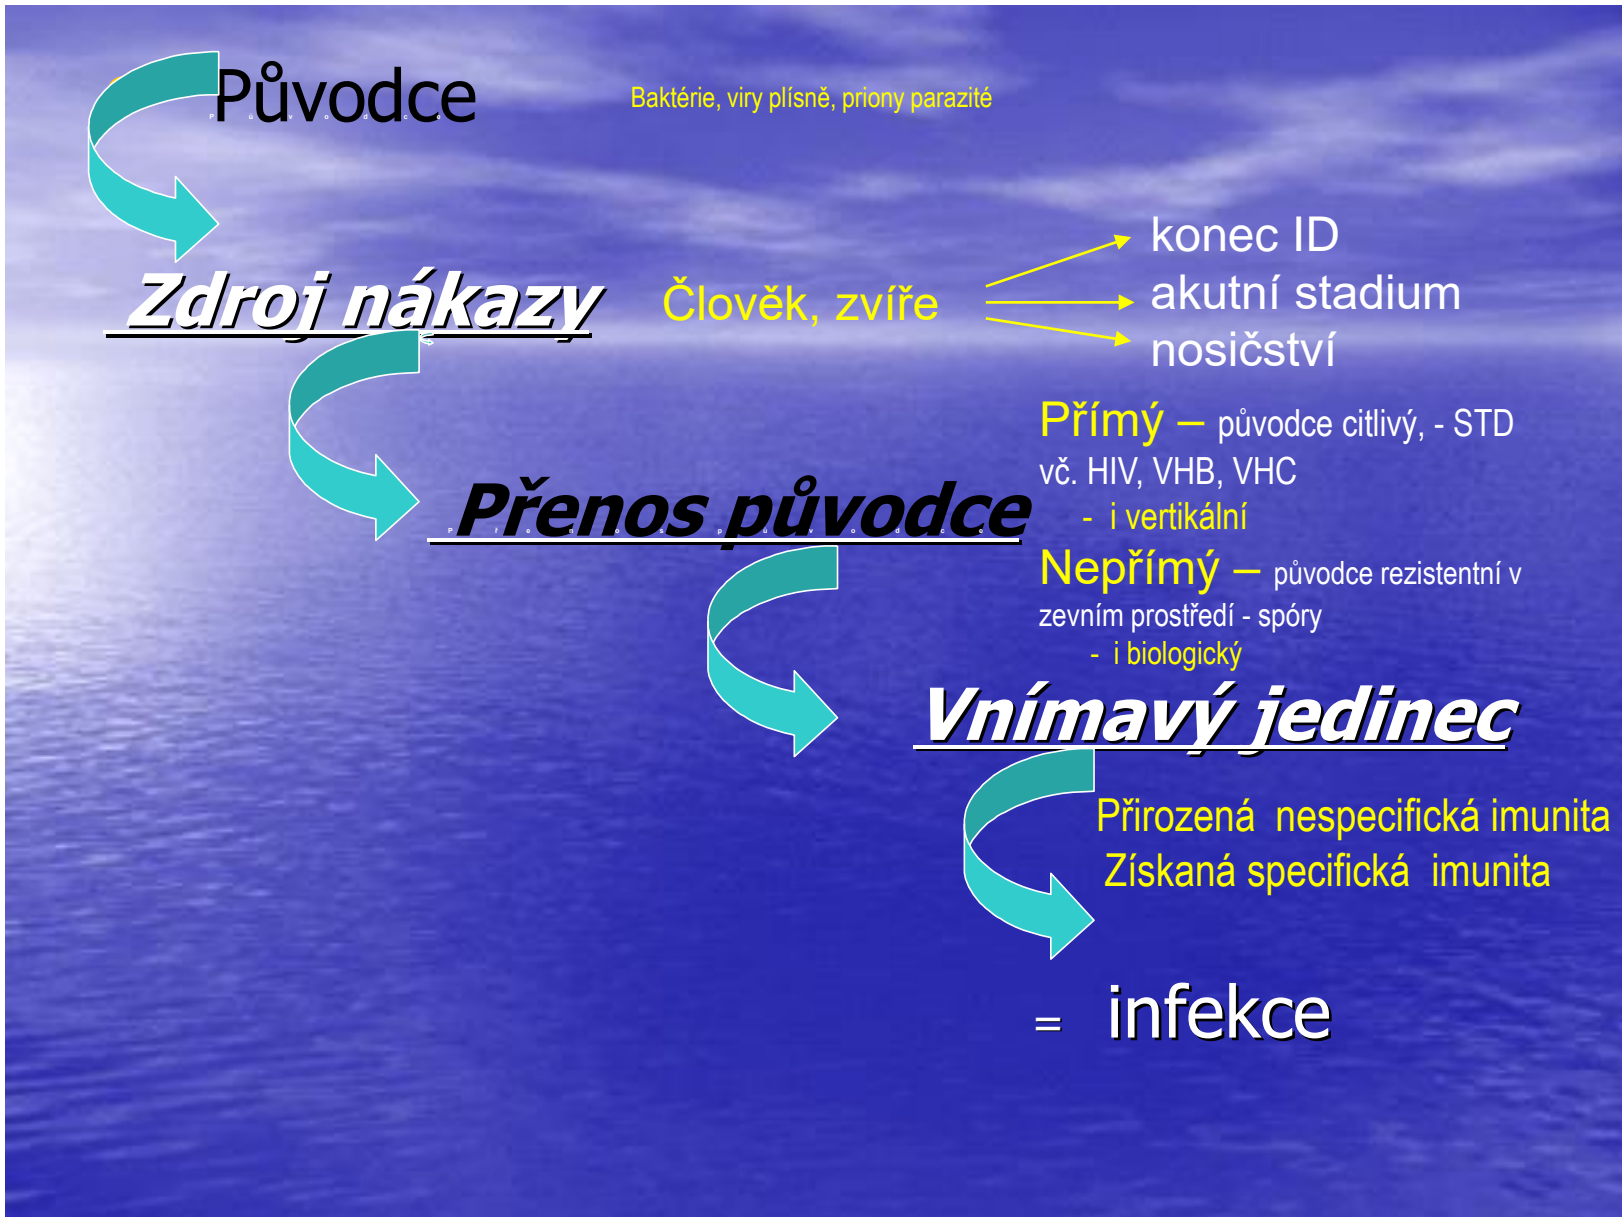 Původce
Baktérie, viry plísně, priony parazité
Zdroj nákazy
Člověk, zvíře
konec ID
akutní stadium
nosičství
Přenos původce
Přímý – původce citlivý, - STD
vč. HIV, VHB, VHC
- i vertikální
Nepřímý – původce rezistentní v
zevním prostředí - spóry
- i biologický
Vnímavý jedinec
Přirozená nespecifická imunita
Získaná specifická imunita
= infekce